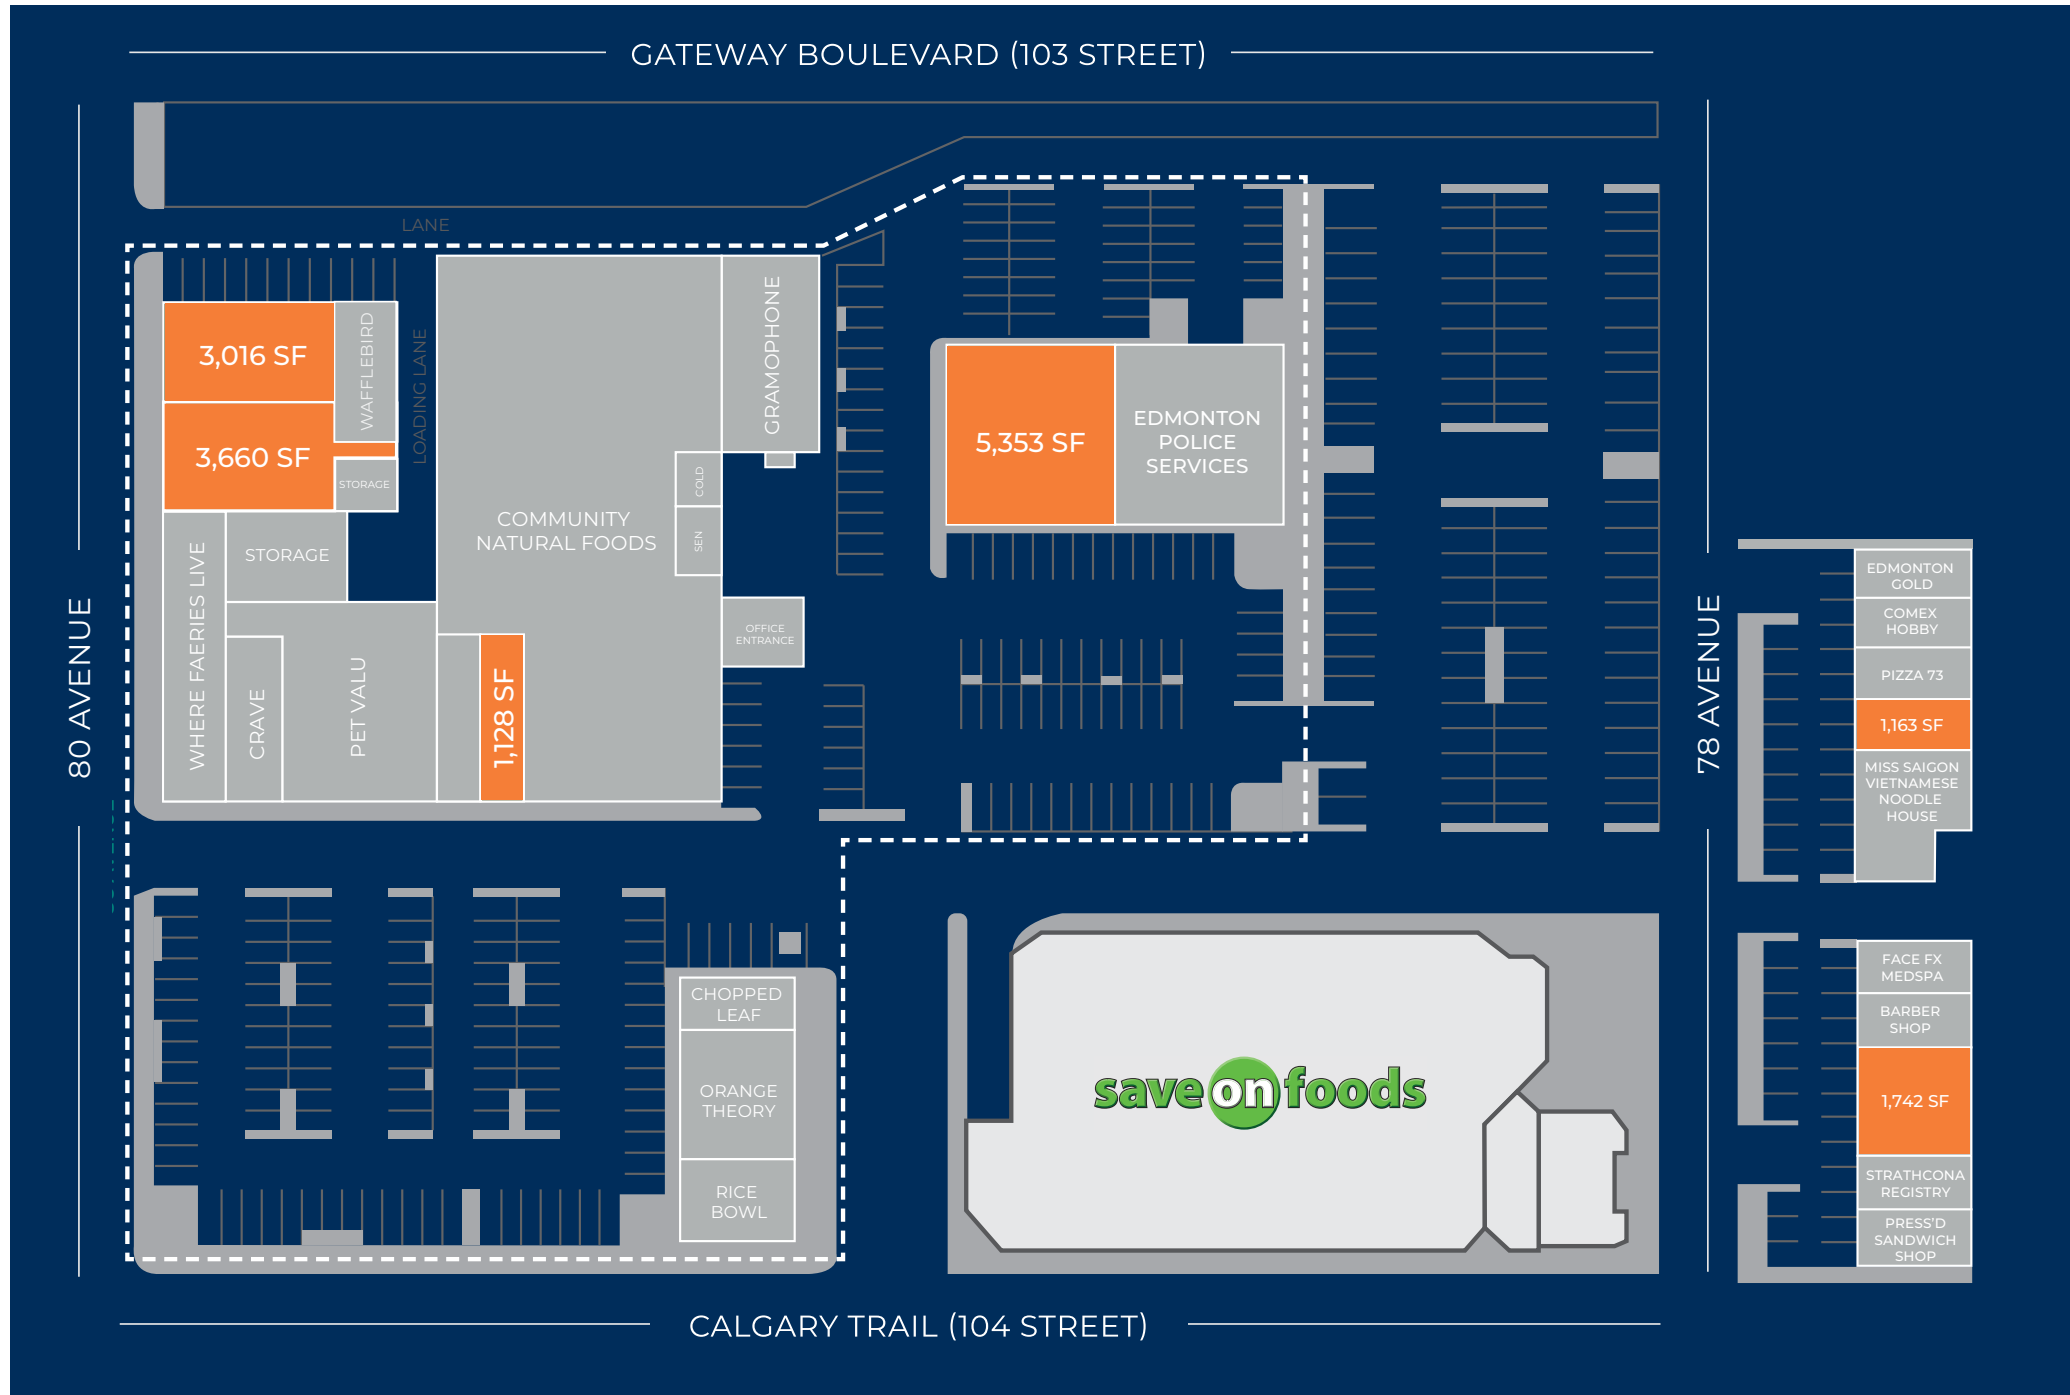 GATEWAY BOULEVARD (103 STREET)
LANE
80 AVENUE
3,016 SF
WAFFLEBIRD
LOADING LANE
3,660 SF
STORAGE
WHERE FAERIES LIVE
STORAGE
CRAVE
PET VALU
1,128 SF
COMMUNITY
NATURAL FOODS
GRAMOPHONE
COLD
SEN
OFFICE
ENTRANCE
5,353 SF
EDMONTON
POLICE
SERVICES
78 AVENUE
EDMONTON
GOLD
COMEX
HOBBY
PIZZA 73
1,163 SF
MISS SAIGON
VIETNAMESE
NOODLE
HOUSE
CHOPPED
LEAF
ORANGE
THEORY
RICE
BOWL
save on foods
FACE FX
MEDSPA
BARBER
SHOP
1,742 SF
STRATHCONA
REGISTRY
PRESS'D
SANDWICH
SHOP
CALGARY TRAIL (104 STREET)